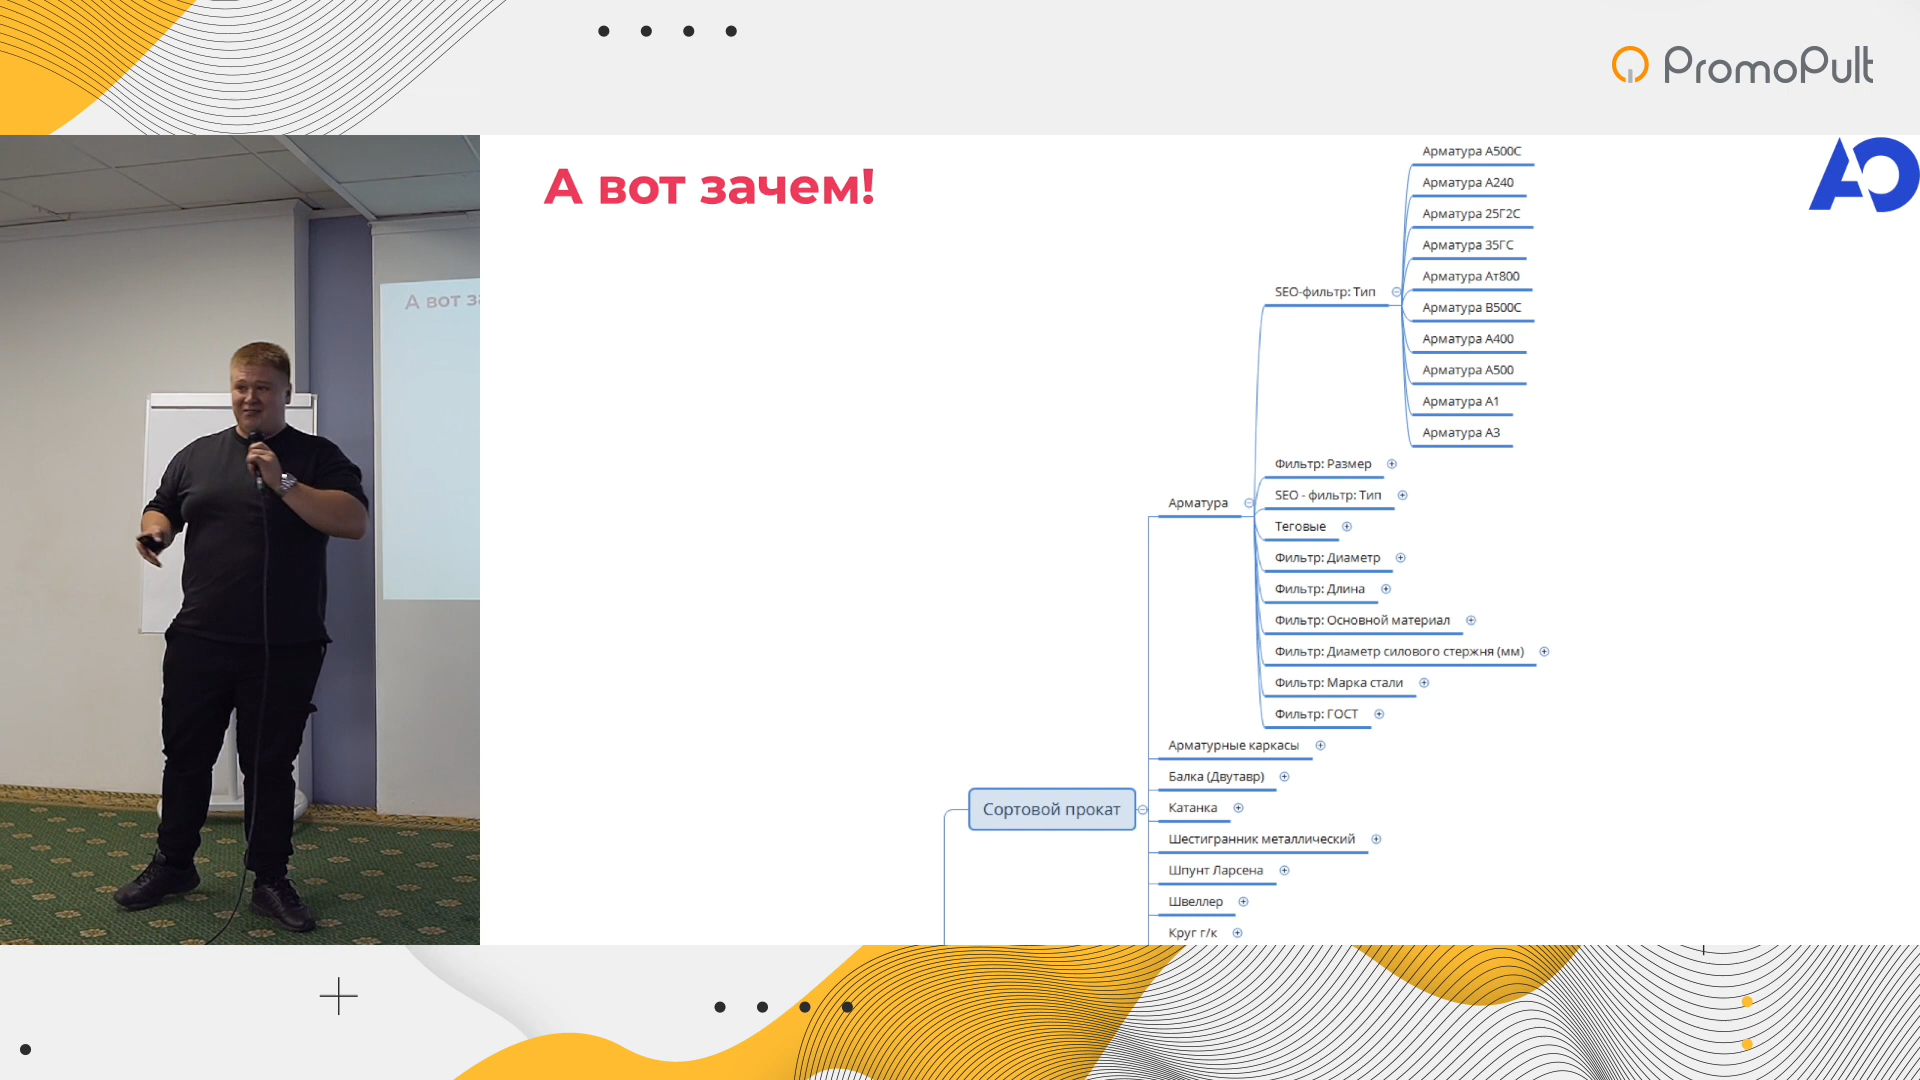 PromoPult
А вот зачем!
АС
А вот за
Арматура А500С
Арматура А240
Арматура 25Г2С
Арматура 35ГС
Арматура Ат800
Арматура В500С
Арматура А400
Арматура А500
Арматура А1
Арматура А3
SEO-фильтр: Тип
Фильтр: Размер
SEO - фильтр: Тип
Теговые
Фильтр: Диаметр
Фильтр: Длина
Фильтр: Основной материал
Фильтр: Диаметр силового стержня (мм)
Фильтр: Марка стали
Фильтр: ГОСТ
Арматура
Арматурные каркасы
Балка (Двутавр)
Катанка
Шестигранник металлический
Шпунт Ларсена
Швеллер
Круг г/к
Сортовой прокат